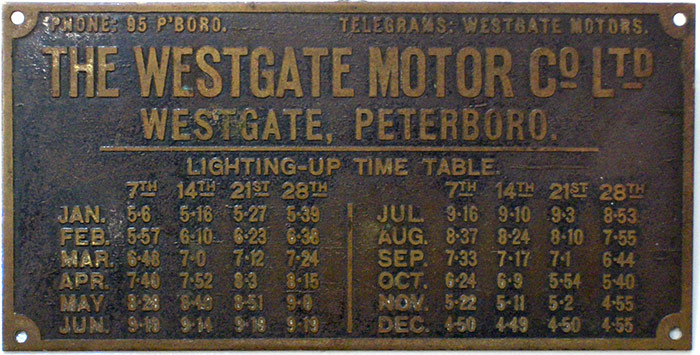 PHONE: 95 P'BORO. TELEGRAMS: WESTGATE MOTORS.
THE WESTGATE MOTOR CO LTD
WESTGATE, PETERBORO.
LIGHTING-UP TIME TABLE.
7TH 14TH 21ST 28TH 7TH 14TH 21ST 28TH
JAN. 5·6 5·16 5·27 5·39 JUL. 9·16 9·10 9·3 8·53
FEB. 5·57 6·10 6·23 6·36 AUG. 8·37 8·24 8·10 7·55
MAR. 6·48 7·0 7·12 7·24 SEP. 7·33 7·17 7·1 6·44
APR. 7·40 7·52 8·3 8·15 OCT. 6·24 6·9 5·54 5·40
MAY 8·28 8·40 8·51 9·0 NOV. 5·22 5·11 5·2 4·55
JUN. 9·10 9·14 9·18 9·19 DEC. 4·50 4·49 4·50 4·55